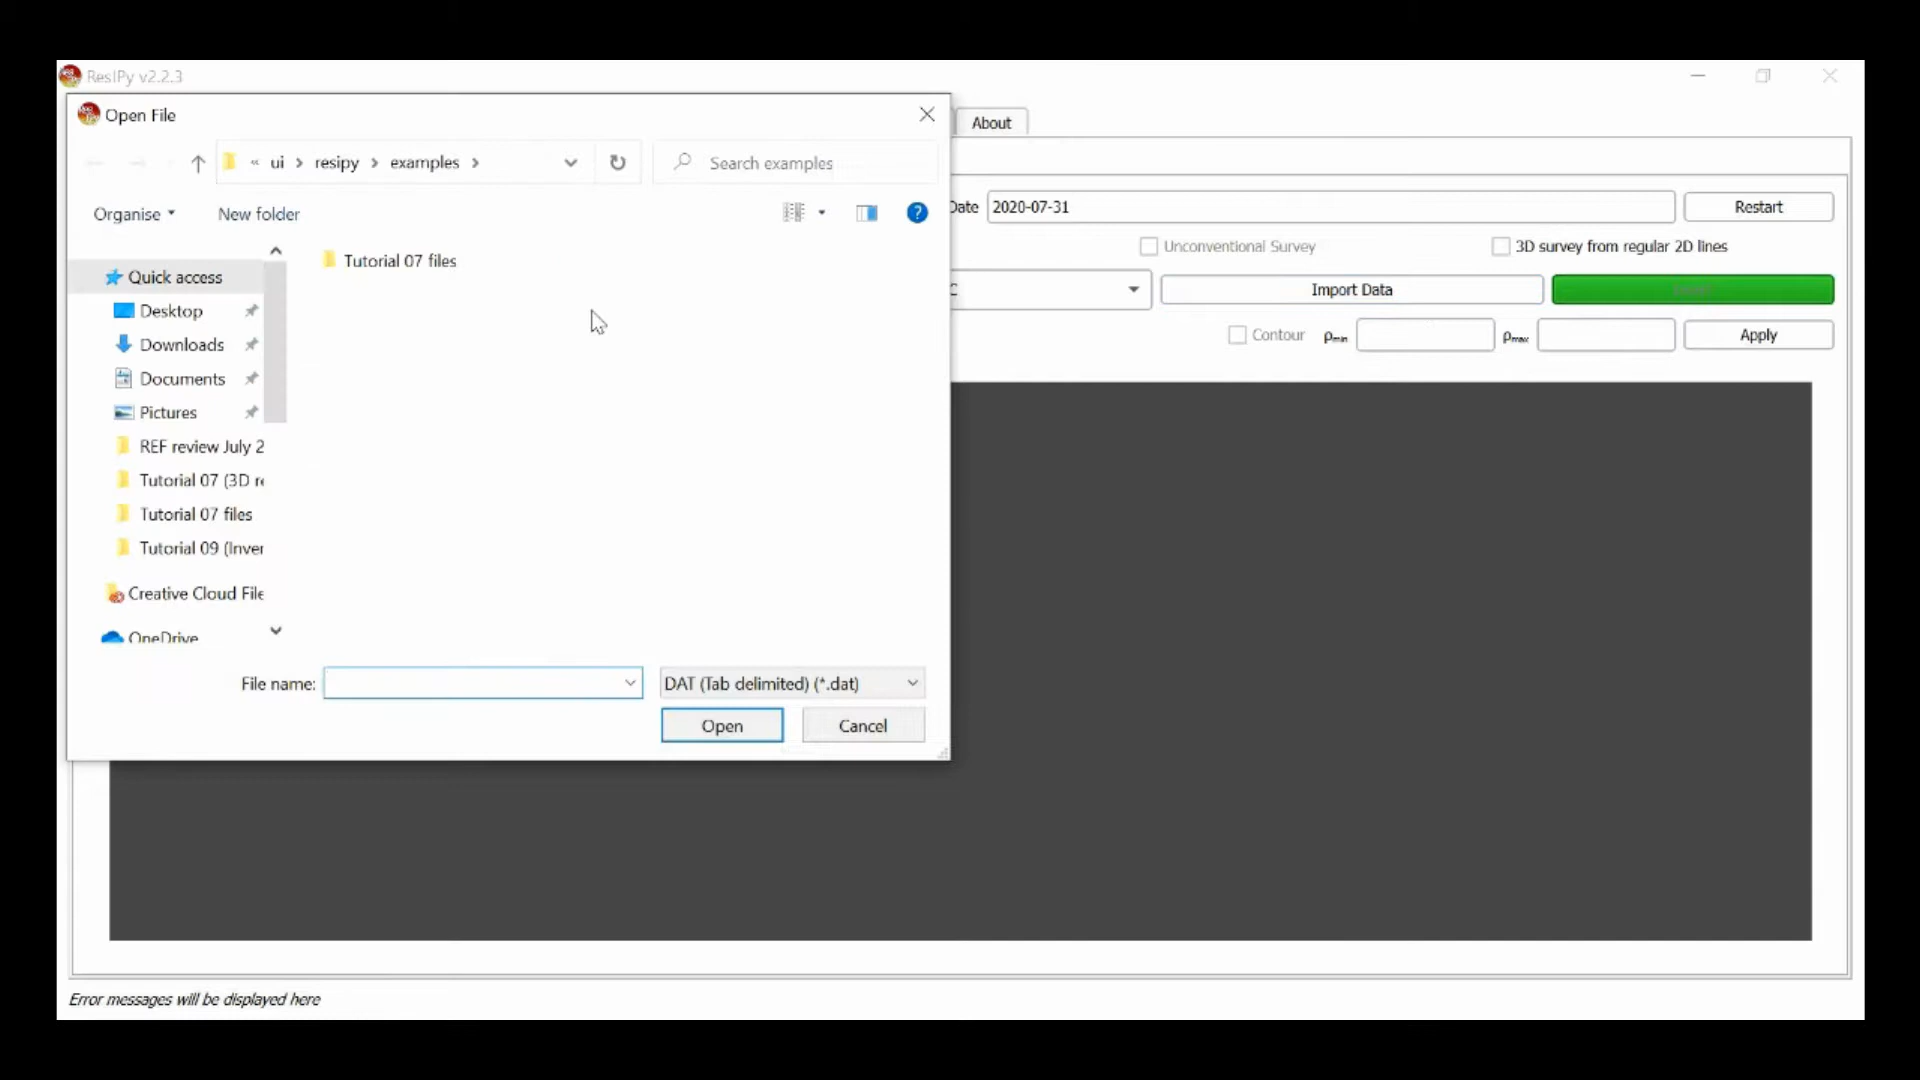 ResIPy v2.2.3
Open File
About
« ui > resipy > examples >
Search examples
Date 2020-07-31 Restart
Organise New folder
Unconventional Survey 3D survey from regular 2D lines
Tutorial 07 files
Quick access
Import Data
Desktop
Contour ρmin ρmax Apply
Downloads
Documents
Pictures
REF review July 2
Tutorial 07 (3D re
Tutorial 07 files
Tutorial 09 (Inver
Creative Cloud File
OneDrive
File name: DAT (Tab delimited) (*.dat)
Open Cancel
Error messages will be displayed here